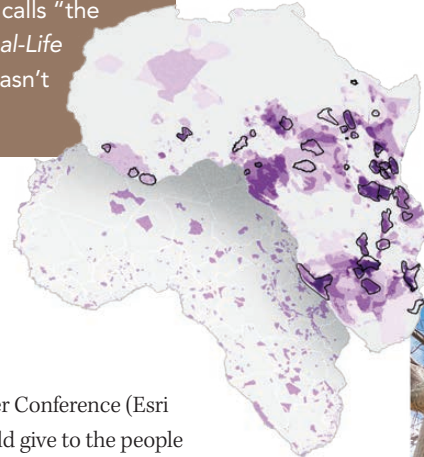 calls “the
al-Life
asn’t
er Conference (Esri
ld give to the people